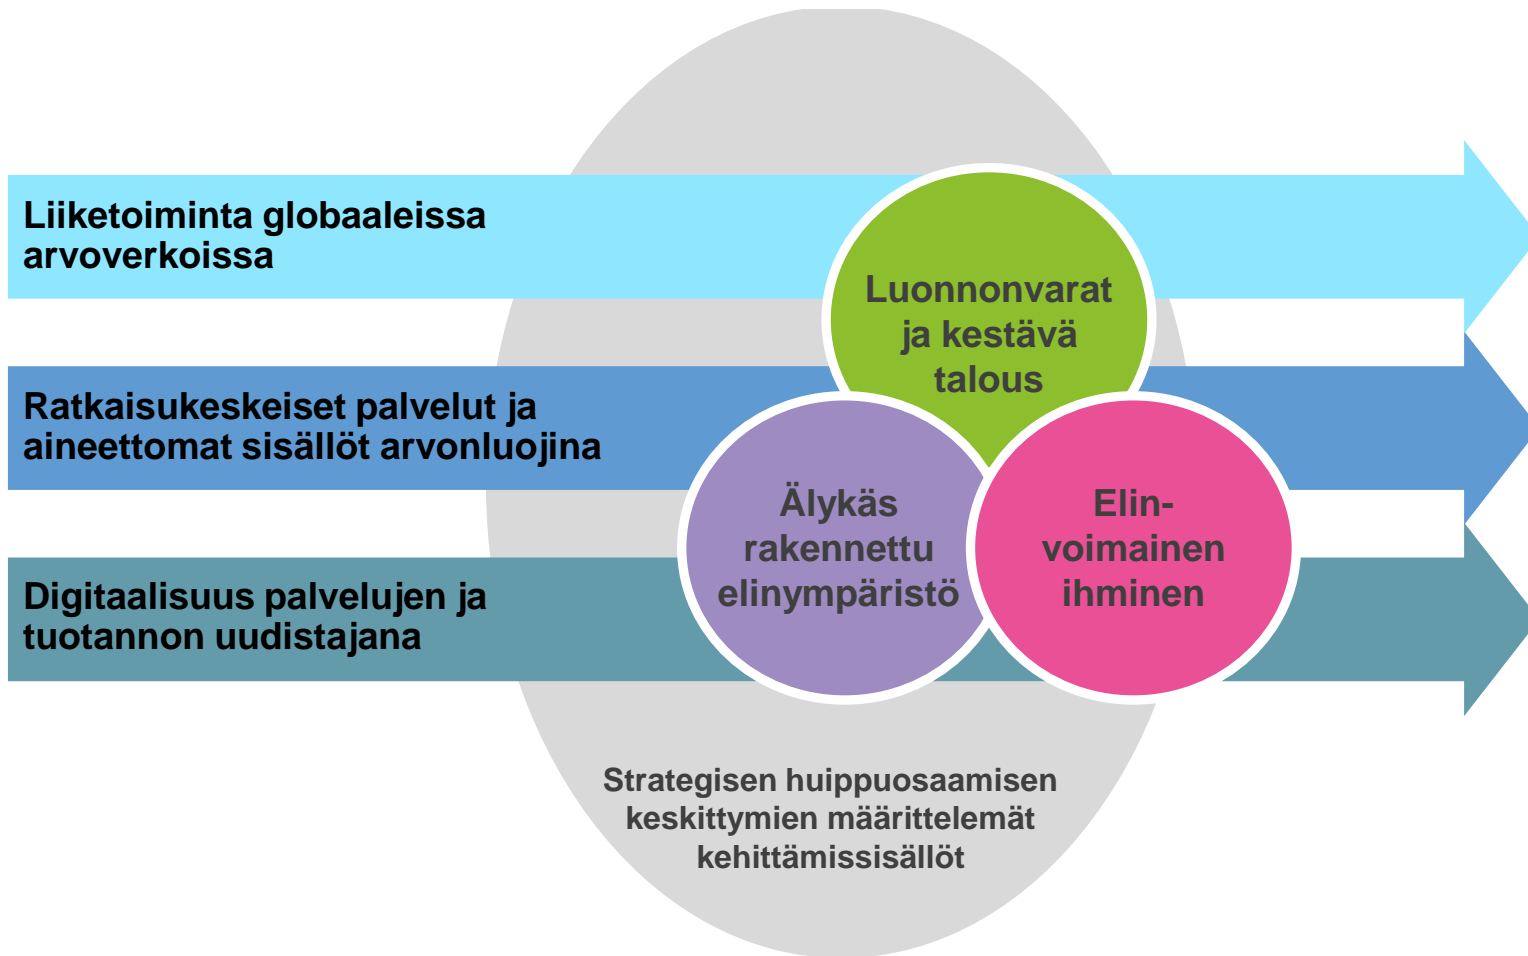 Liiketoiminta globaaleissa
arvoverkoissa
Luonnonvarat
ja kestävä
talous
Ratkaisukeskeiset palvelut ja
aineettomat sisällöt arvonluojina
Älykäs
rakennettu
elinympäristö
Elin-
voimainen
ihminen
Digitaalisuus palvelujen ja
tuotannon uudistajana
Strategisen huippuosaamisen
keskittymien määrittelemät
kehittämissisällöt